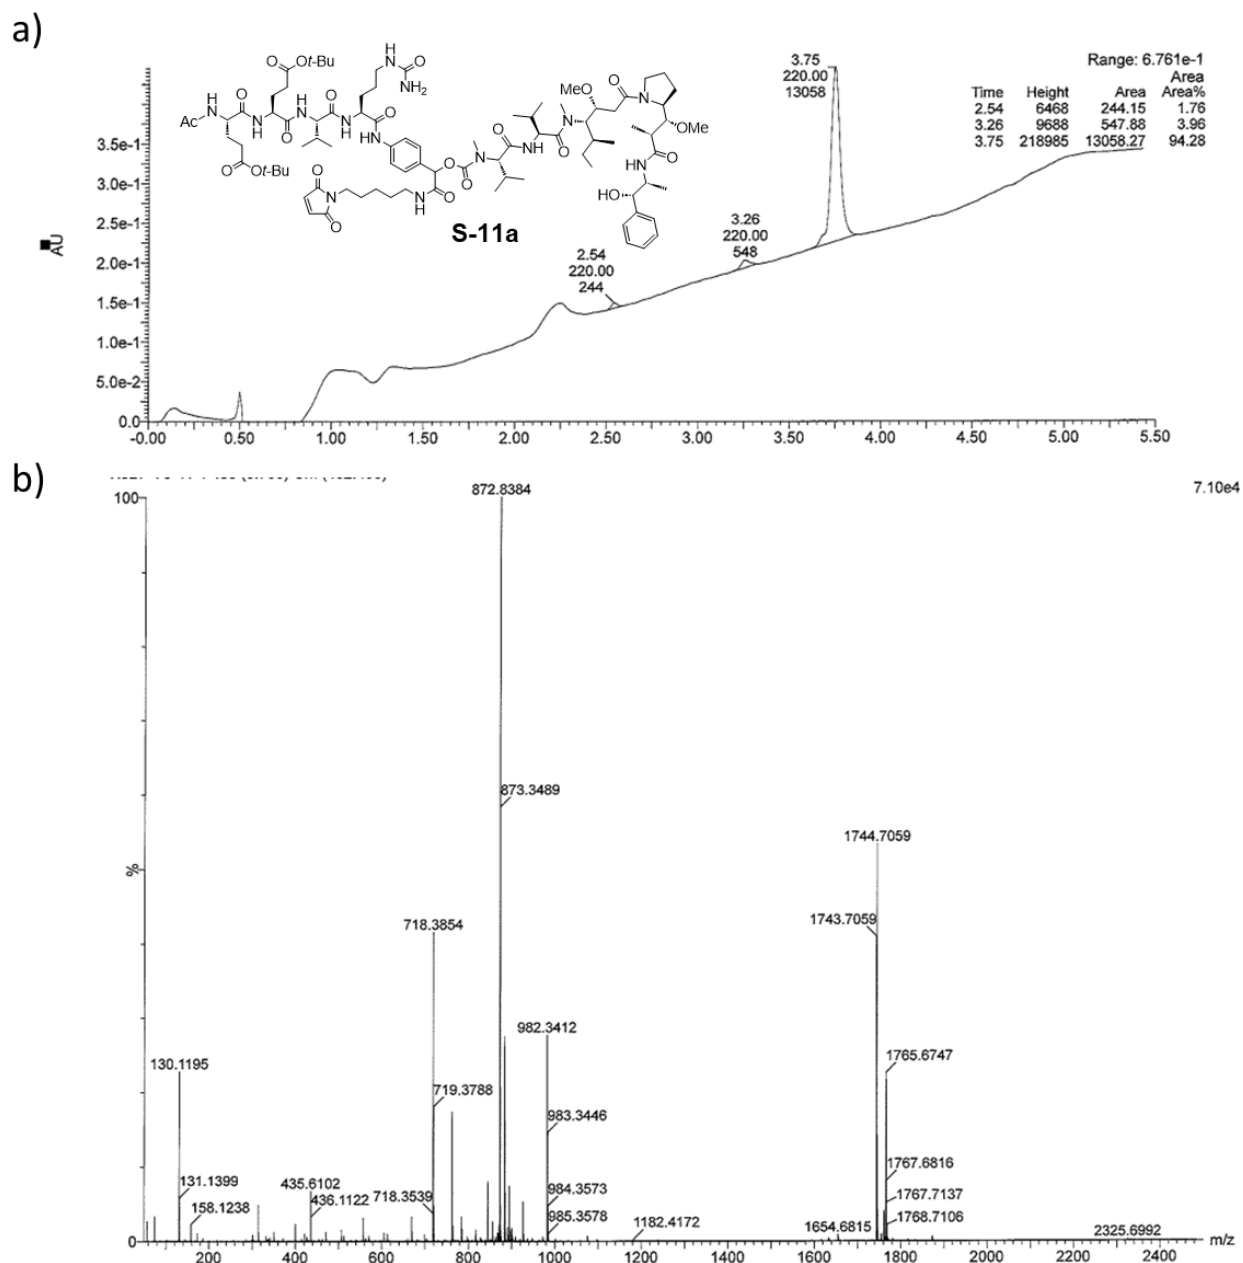 a)
Range: 6.761e-1
Area
Time Height Area Area%
2.54 6468 244.15 1.76
3.26 9688 547.88 3.96
3.75 218985 13058.27 94.28
3.75
220.00
13058
3.26
220.00
548
2.54
220.00
244
O Ot-Bu
H
N O
NH2
H
N
Ac
O
N
H
O
H
N
O
N
H
O
HN
O Ot-Bu
O
N
O
O
O
N
H
O
N
O
N
H
O
N
MeO
O
N
OMe
O
HN
HO
S-11a
AU
3.5e-1
3.0e-1
2.5e-1
2.0e-1
1.5e-1
1.0e-1
5.0e-2
0.0
-0.00 0.50 1.00 1.50 2.00 2.50 3.00 3.50 4.00 4.50 5.00 5.50
b)
7.10e4
872.8384
100
873.3489
1744.7059
1743.7059
%
718.3854
982.3412
130.1195
1765.6747
719.3788
983.3446
1767.6816
131.1399
435.6102
718.3539
984.3573
1767.7137
436.1122
158.1238
985.3578
1768.7106
1182.4172
1654.6815
2325.6992
0
m/z
200 400 600 800 1000 1200 1400 1600 1800 2000 2200 2400